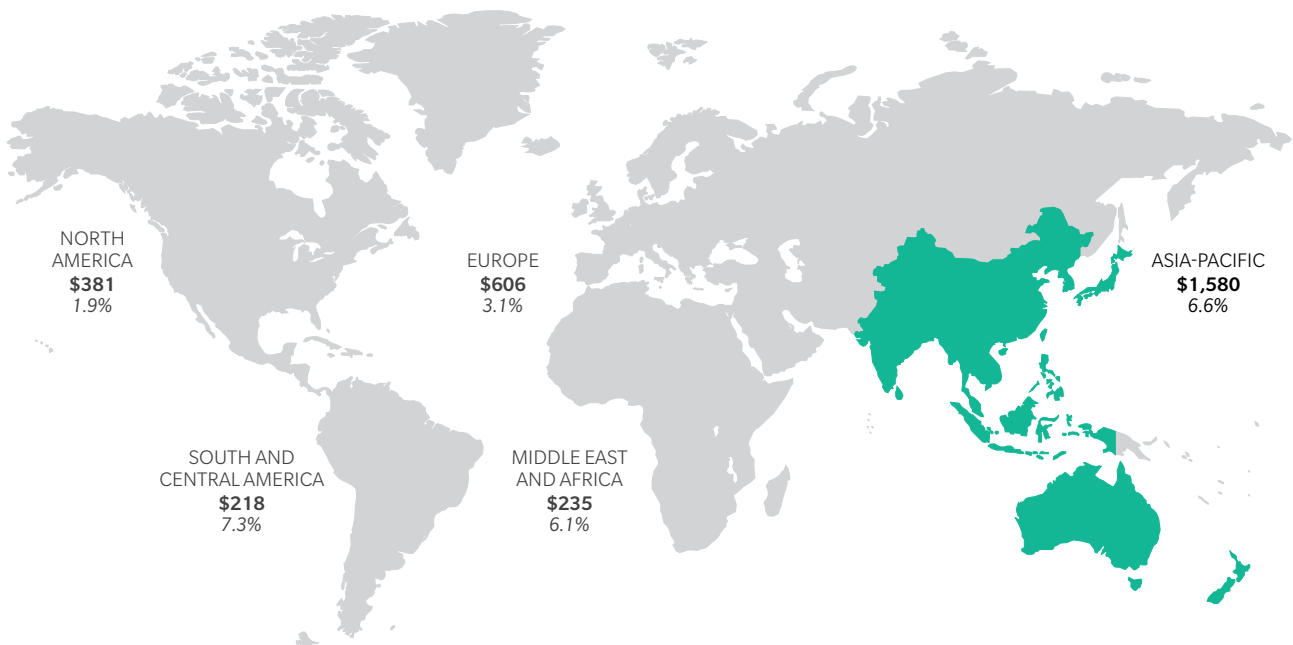 NORTH
AMERICA
$381
1.9%
EUROPE
$606
3.1%
ASIA-PACIFIC
$1,580
6.6%
SOUTH AND
CENTRAL AMERICA
$218
7.3%
MIDDLE EAST
AND AFRICA
$235
6.1%